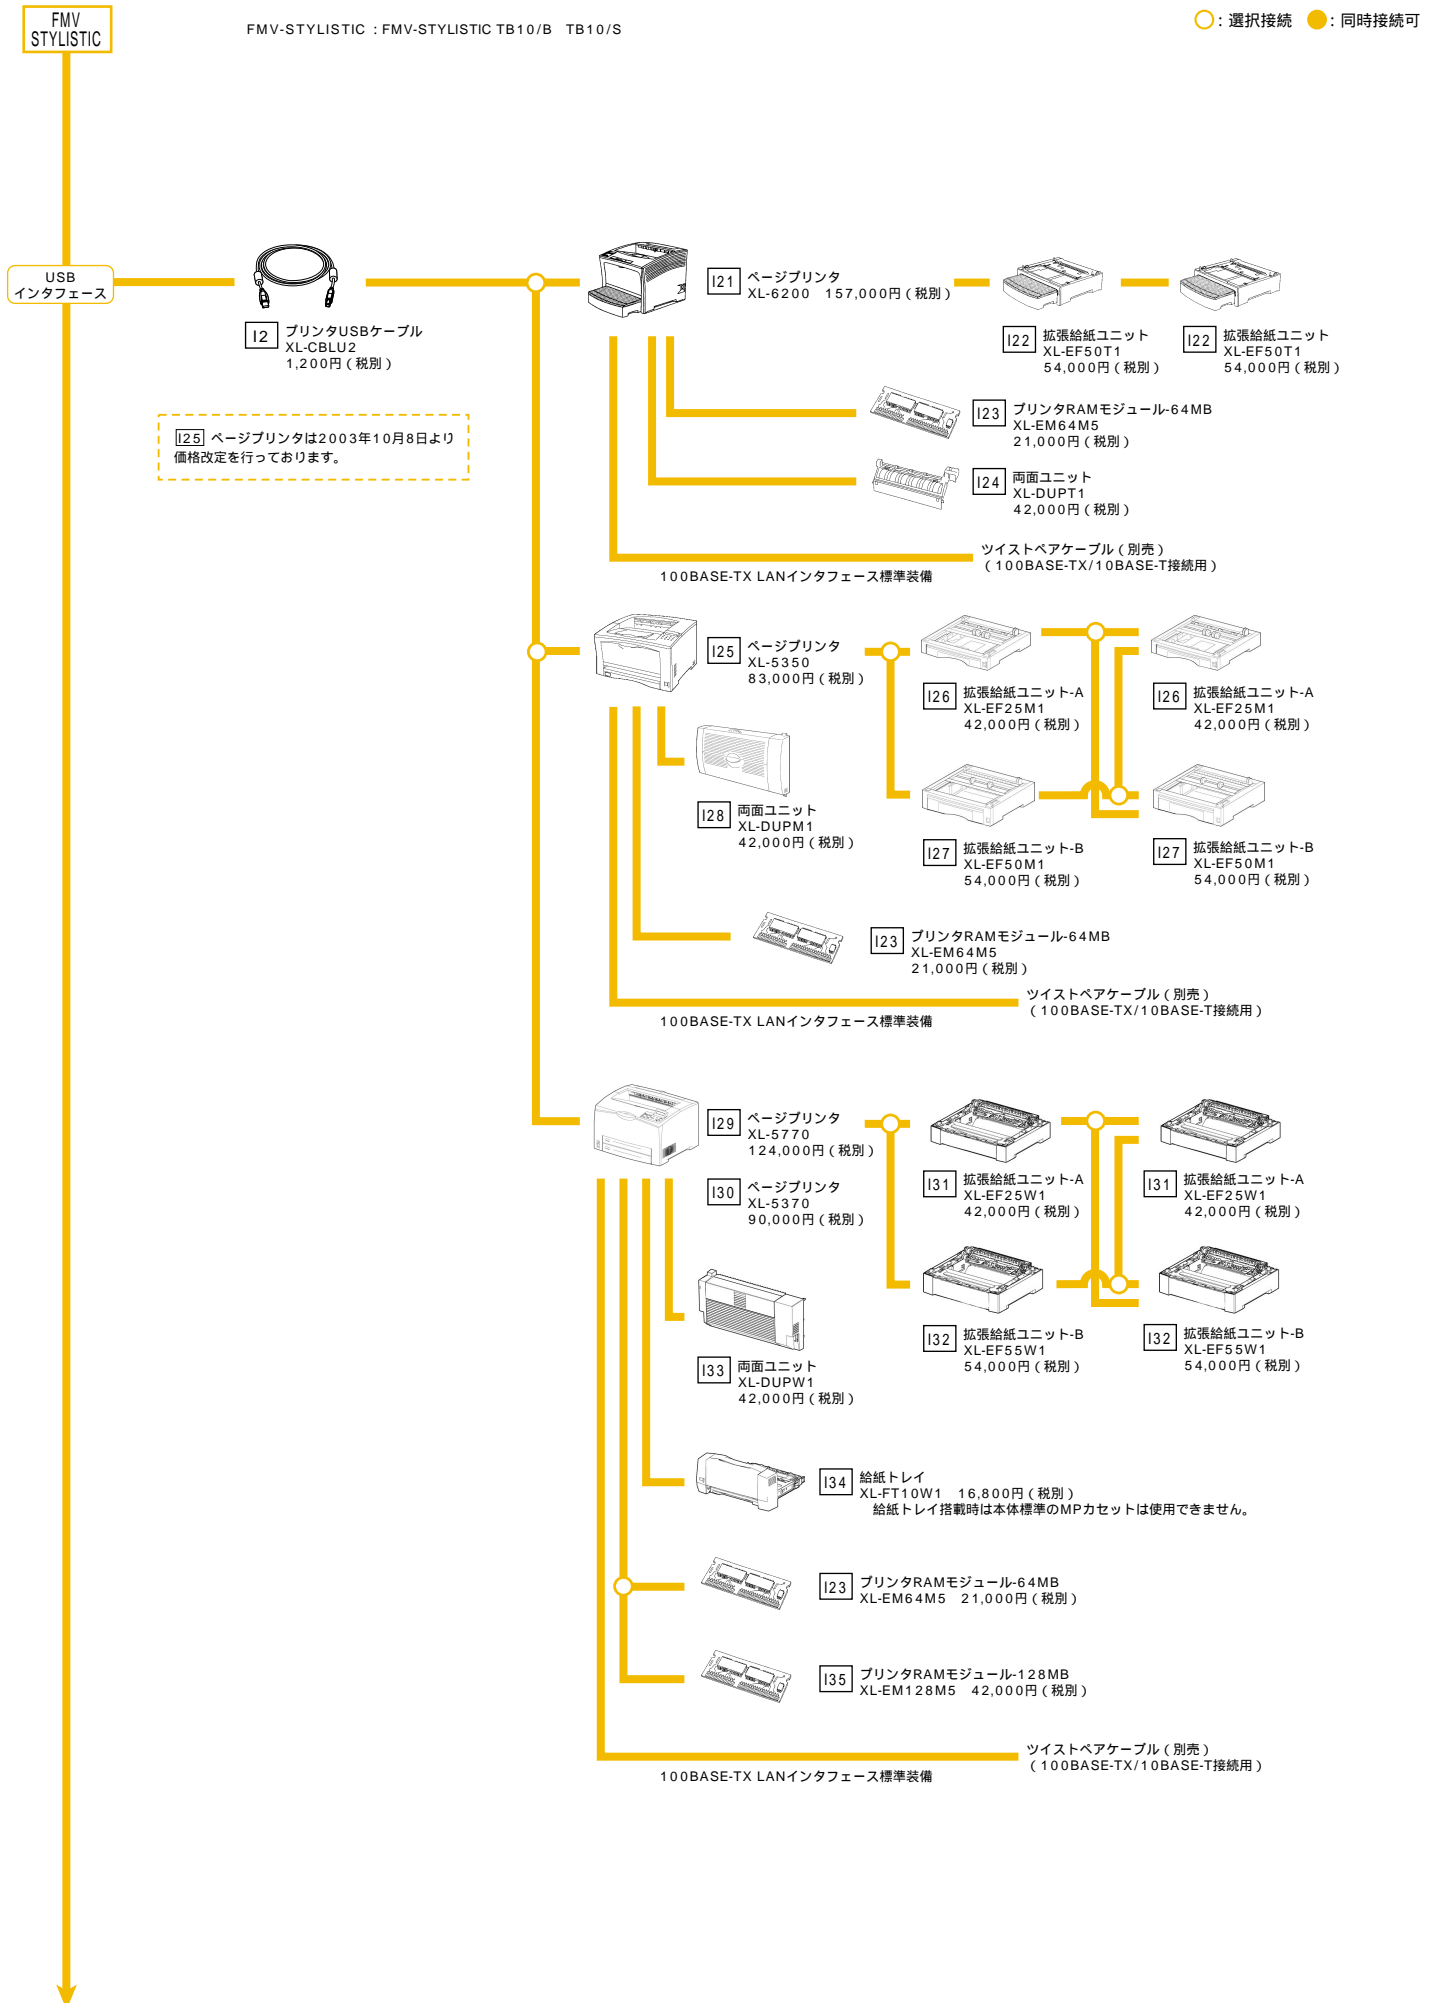 FMV
STYLISTIC
FMV-STYLISTIC : FMV-STYLISTIC TB10/B TB10/S
: 選択接続 : 同時接続可
USB
インタフェース
I2 プリンタUSBケーブル
XL-CBLU2
1,200円(税別)
I25 ページプリンタは2003年10月8日より
価格改定を行っております。
I21 ページプリンタ
XL-6200 157,000円(税別)
I22 拡張給紙ユニット
XL-EF50T1
54,000円(税別)
I22 拡張給紙ユニット
XL-EF50T1
54,000円(税別)
I23 プリンタRAMモジュール-64MB
XL-EM64M5
21,000円(税別)
I24 両面ユニット
XL-DUPT1
42,000円(税別)
ツイストペアケーブル(別売)
(100BASE-TX/10BASE-T接続用)
100BASE-TX LANインタフェース標準装備
I25 ページプリンタ
XL-5350
83,000円(税別)
I26 拡張給紙ユニット-A
XL-EF25M1
42,000円(税別)
I26 拡張給紙ユニット-A
XL-EF25M1
42,000円(税別)
I28 両面ユニット
XL-DUPM1
42,000円(税別)
I27 拡張給紙ユニット-B
XL-EF50M1
54,000円(税別)
I27 拡張給紙ユニット-B
XL-EF50M1
54,000円(税別)
I23 プリンタRAMモジュール-64MB
XL-EM64M5
21,000円(税別)
ツイストペアケーブル(別売)
(100BASE-TX/10BASE-T接続用)
100BASE-TX LANインタフェース標準装備
I29 ページプリンタ
XL-5770
124,000円(税別)
I30 ページプリンタ
XL-5370
90,000円(税別)
I31 拡張給紙ユニット-A
XL-EF25W1
42,000円(税別)
I31 拡張給紙ユニット-A
XL-EF25W1
42,000円(税別)
I32 拡張給紙ユニット-B
XL-EF55W1
54,000円(税別)
I32 拡張給紙ユニット-B
XL-EF55W1
54,000円(税別)
I33 両面ユニット
XL-DUPW1
42,000円(税別)
I34 給紙トレイ
XL-FT10W1 16,800円(税別)
給紙トレイ搭載時は本体標準のMPカセットは使用できません。
I23 プリンタRAMモジュール-64MB
XL-EM64M5 21,000円(税別)
I35 プリンタRAMモジュール-128MB
XL-EM128M5 42,000円(税別)
ツイストペアケーブル(別売)
(100BASE-TX/10BASE-T接続用)
100BASE-TX LANインタフェース標準装備